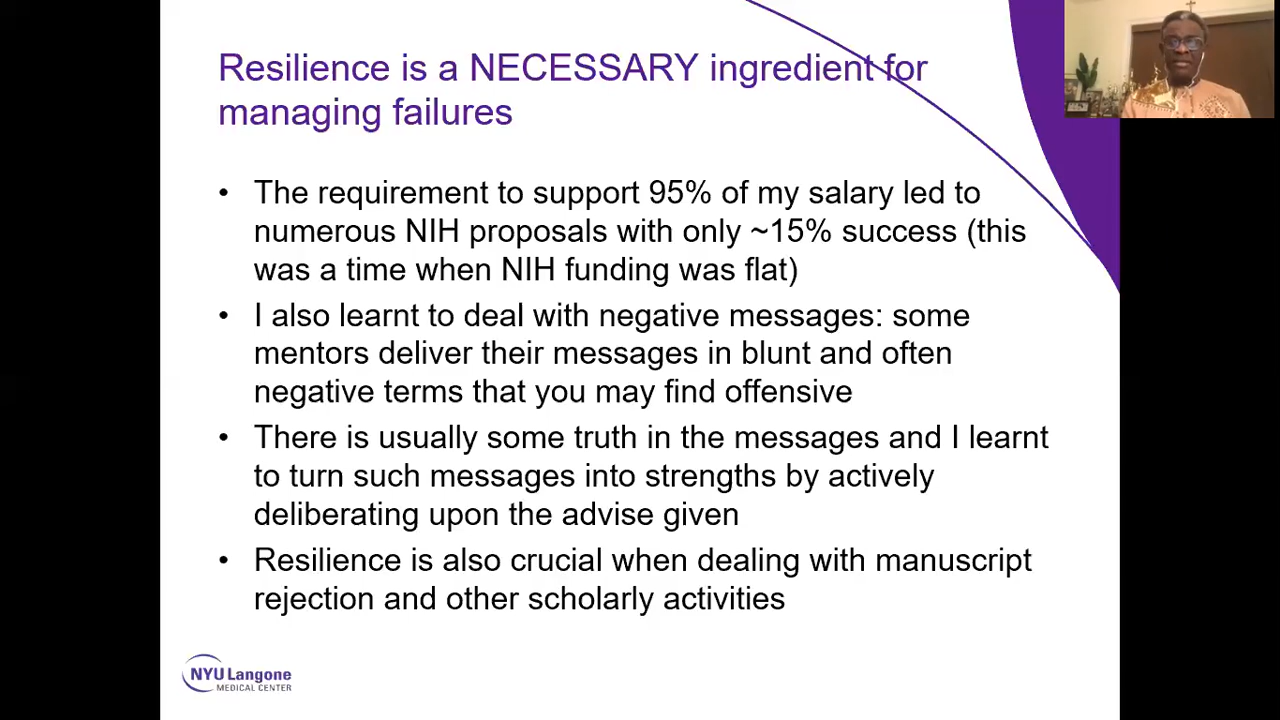 Resilience is a NECESSARY ingredient for
managing failures
• The requirement to support 95% of my salary led to
numerous NIH proposals with only ~15% success (this
was a time when NIH funding was flat)
• I also learnt to deal with negative messages: some
mentors deliver their messages in blunt and often
negative terms that you may find offensive
• There is usually some truth in the messages and I learnt
to turn such messages into strengths by actively
deliberating upon the advise given
• Resilience is also crucial when dealing with manuscript
rejection and other scholarly activities
NYU Langone
MEDICAL CENTER